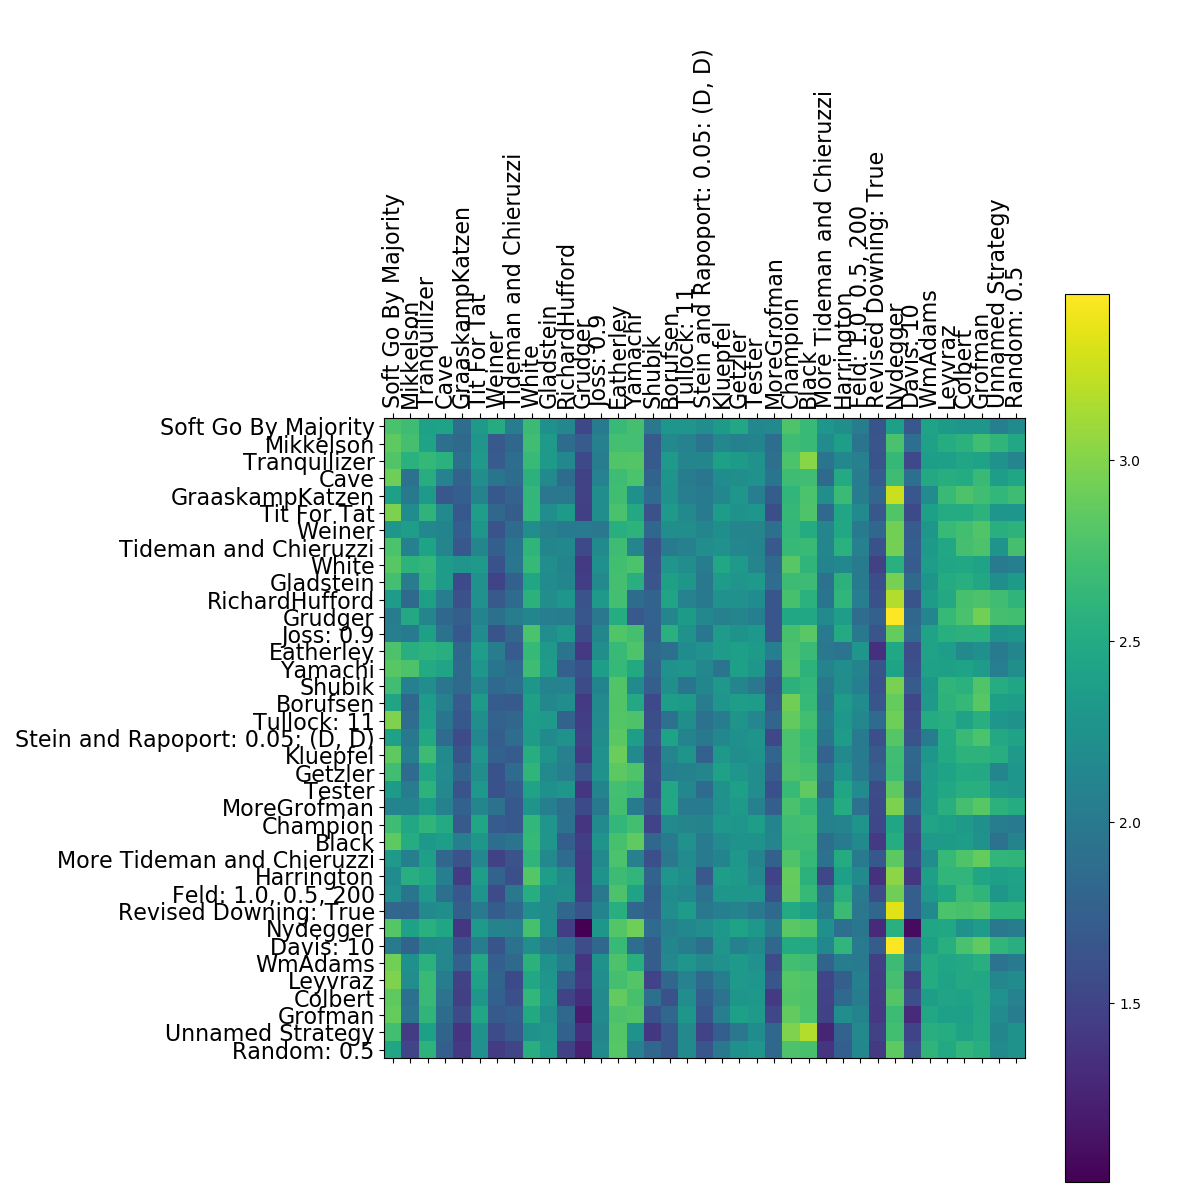 Soft Go By Majority
Mikkelson
Tranquilizer
Cave
GraaskampKatzen
Tit For Tat
Weiner
Tideman and Chieruzzi
White
Gladstein
RichardHufford
Grudger
Joss: 0.9
Eatherley
Yamachi
Shubik
Borufsen
Tullock: 11
Stein and Rapoport: 0.05: (D, D)
Kluepfel
Getzler
Tester
MoreGrofman
Champion
Black
More Tideman and Chieruzzi
Harrington
Feld: 1.0, 0.5, 200
Revised Downing: True
Nydegger
Davis: 10
WmAdams
Leyvraz
Colbert
Grofman
Unnamed Strategy
Random: 0.5
Soft Go By Majority
Mikkelson
Tranquilizer
Cave
GraaskampKatzen
Tit For Tat
Weiner
Tideman and Chieruzzi
White
Gladstein
RichardHufford
Grudger
Joss: 0.9
Eatherley
Yamachi
Shubik
Borufsen
Tullock: 11
Stein and Rapoport: 0.05: (D, D)
Kluepfel
Getzler
Tester
MoreGrofman
Champion
Black
More Tideman and Chieruzzi
Harrington
Feld: 1.0, 0.5, 200
Revised Downing: True
Nydegger
Davis: 10
WmAdams
Leyvraz
Colbert
Grofman
Unnamed Strategy
Random: 0.5
3.0
2.5
2.0
1.5